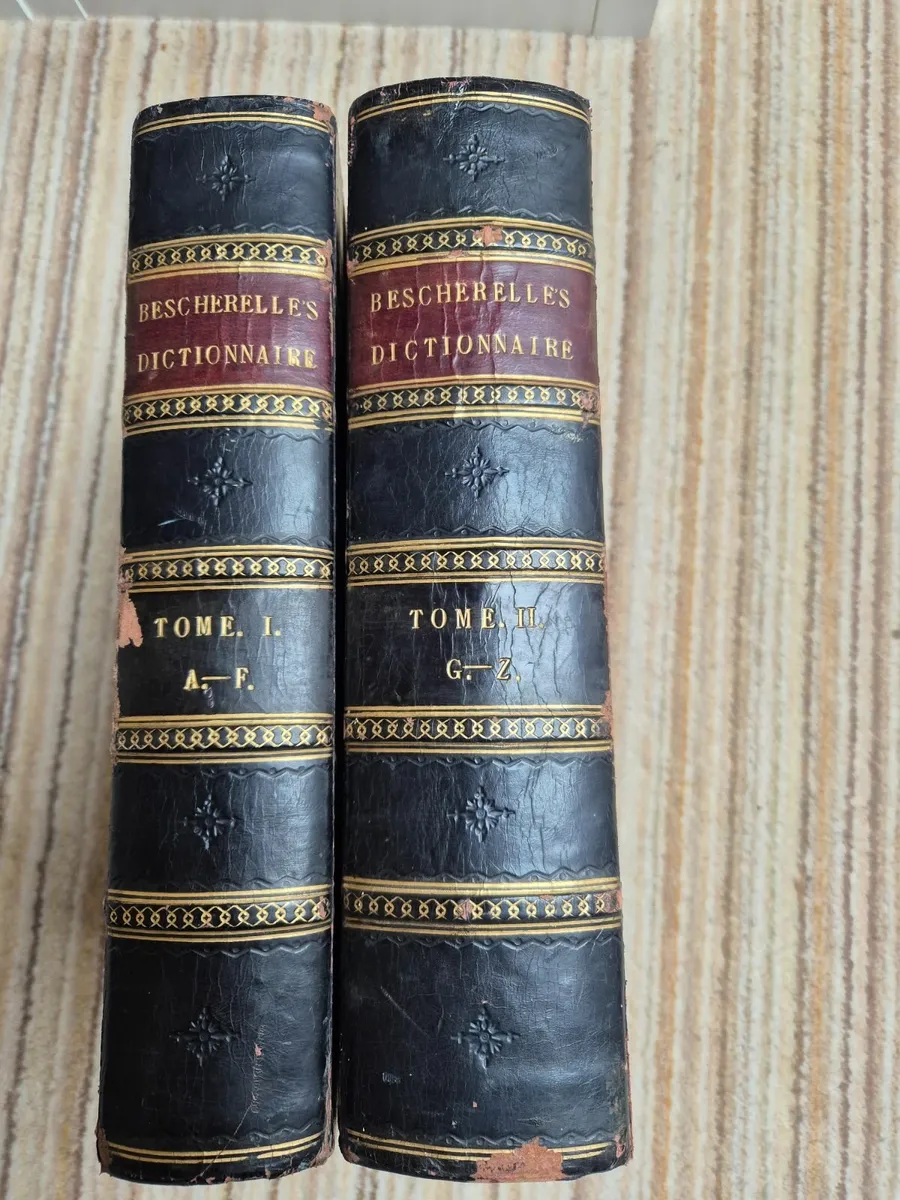 BESCHERELLE'S
DICTIONNAIRE
TOME. I.
A.—F.
BESCHERELLE'S
DICTIONNAIRE
TOME. II.
G.—Z.